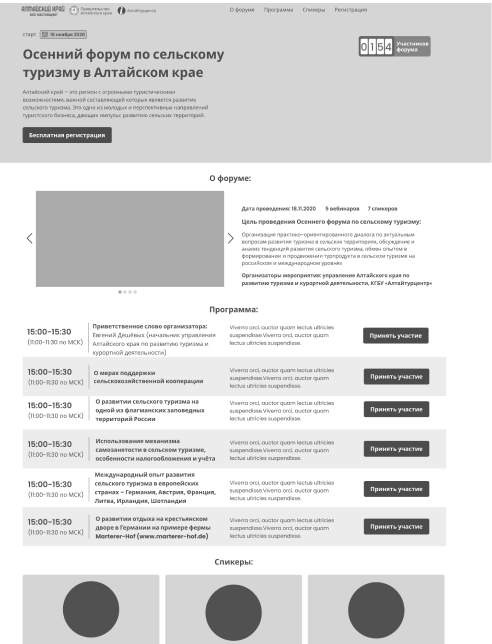 АЛТАЙСКИЙ КРАЙ
всё настоящее!
Правительство
Алтайского края
АлтайТурцентр
О форуме Программа Спикеры Регистрация
старт 18 ноября 2020
Осенний форум по сельскому
туризму в Алтайском крае
0154 Участников
форума
Алтайский край – это регион с огромными туристическими
возможностями, важной составляющей которых является развитие
сельского туризма. Это одно из молодых и перспективных направлений
туристского бизнеса, дающих импульс развитию сельских территорий.
Бесплатная регистрация
О форуме:
Дата проведения: 18.11.2020 5 вебинаров 7 спикеров
Цель проведения Осеннего форума по сельскому туризму:
Организация практико-ориентированного диалога по актуальным
вопросам развития туризма в сельских территориях, обсуждение и
анализ тенденций развития сельского туризма, обмен опытом в
формировании и продвижении турпродукта в сельском туризме на
российском и международном уровнях
Организаторы мероприятия: управление Алтайского края по
развитию туризма и курортной деятельности, КГБУ «Алтайтурцентр»
Программа:
15:00-15:30
(11:00-11:30 по МСК)
Приветственное слово организатора:
Евгений Дешёвых (начальник управления
Алтайского края по развитию туризма и
курортной деятельности)
Viverra orci, auctor quam lectus ultricies
suspendisse.Viverra orci, auctor quam
lectus ultricies suspendisse.
Принять участие
15:00-15:30
(11:00-11:30 по МСК)
О мерах поддержки
сельскохозяйственной кооперации
Viverra orci, auctor quam lectus ultricies
suspendisse.Viverra orci, auctor quam
lectus ultricies suspendisse.
Принять участие
15:00-15:30
(11:00-11:30 по МСК)
О развитии сельского туризма на
одной из флагманских заповедных
территорий России
Viverra orci, auctor quam lectus ultricies
suspendisse.Viverra orci, auctor quam
lectus ultricies suspendisse.
Принять участие
15:00-15:30
(11:00-11:30 по МСК)
Использование механизма
самозанятости в сельском туризме,
особенности налогообложения и учёта
Viverra orci, auctor quam lectus ultricies
suspendisse.Viverra orci, auctor quam
lectus ultricies suspendisse.
Принять участие
15:00-15:30
(11:00-11:30 по МСК)
Международный опыт развития
сельского туризма в европейских
странах – Германия, Австрия, Франция,
Литва, Ирландия, Шотландия
Viverra orci, auctor quam lectus ultricies
suspendisse.Viverra orci, auctor quam
lectus ultricies suspendisse.
Принять участие
15:00-15:30
(11:00-11:30 по МСК)
О развитии отдыха на крестьянском
дворе в Германии на примере фермы
Marterer-Hof (www.marterer-hof.de)
Viverra orci, auctor quam lectus ultricies
suspendisse.Viverra orci, auctor quam
lectus ultricies suspendisse.
Принять участие
Спикеры: